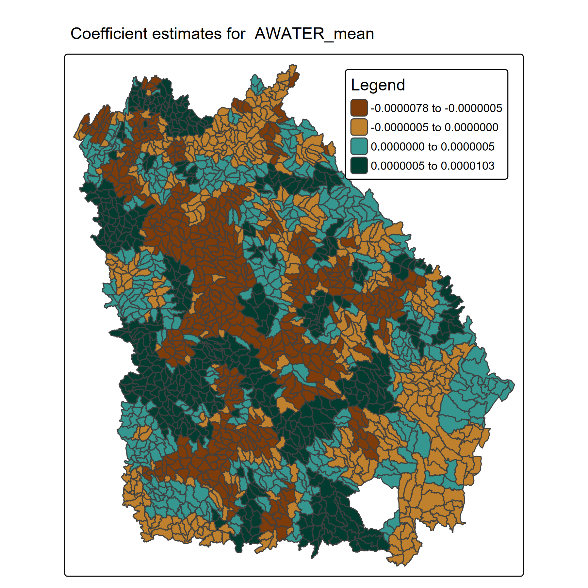 Coefficient estimates for  AWATER_mean
Legend
-0.0000078 to -0.0000005
-0.0000005 to 0.0000000
0.0000000 to 0.0000005
0.0000005 to 0.0000103